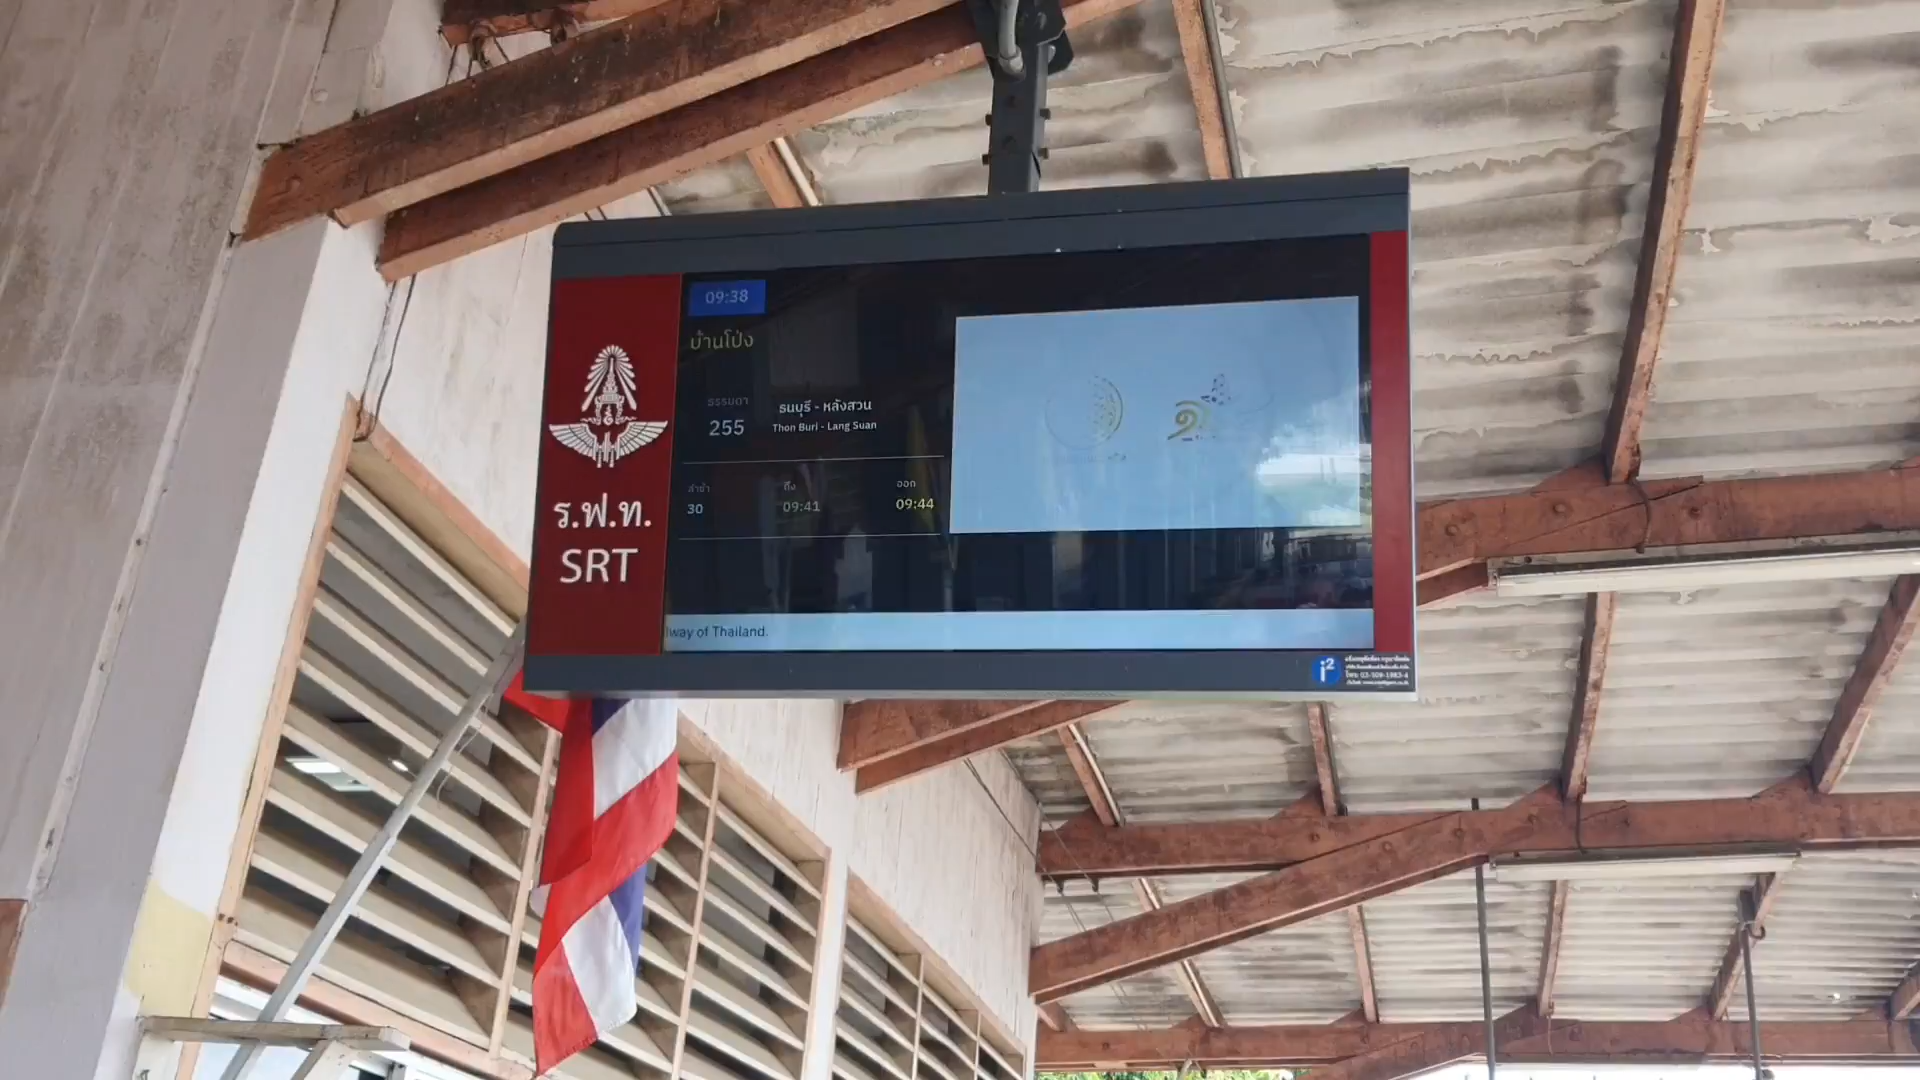 09:38
บ้านโป่ง
ธรรมดา
255
ธนบุรี - หลังสวน
Thon Buri - Lang Suan
ล่าช้า
ถึง
ออก
30
09:41
09:44
ร.ฟ.ท.
SRT
lway of Thailand.
i2